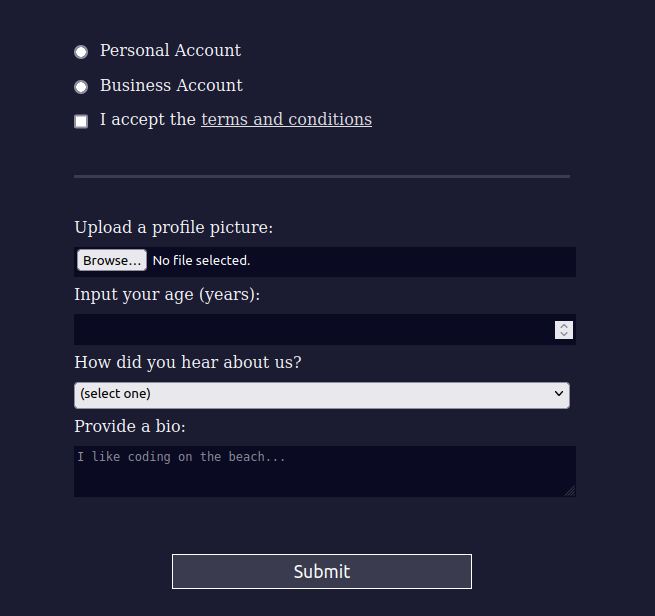 Personal Account
Business Account
I accept the terms and conditions
Upload a profile picture:
Browse... No file selected.
Input your age (years):
How did you hear about us?
(select one)
Provide a bio:
I like coding on the beach...
Submit